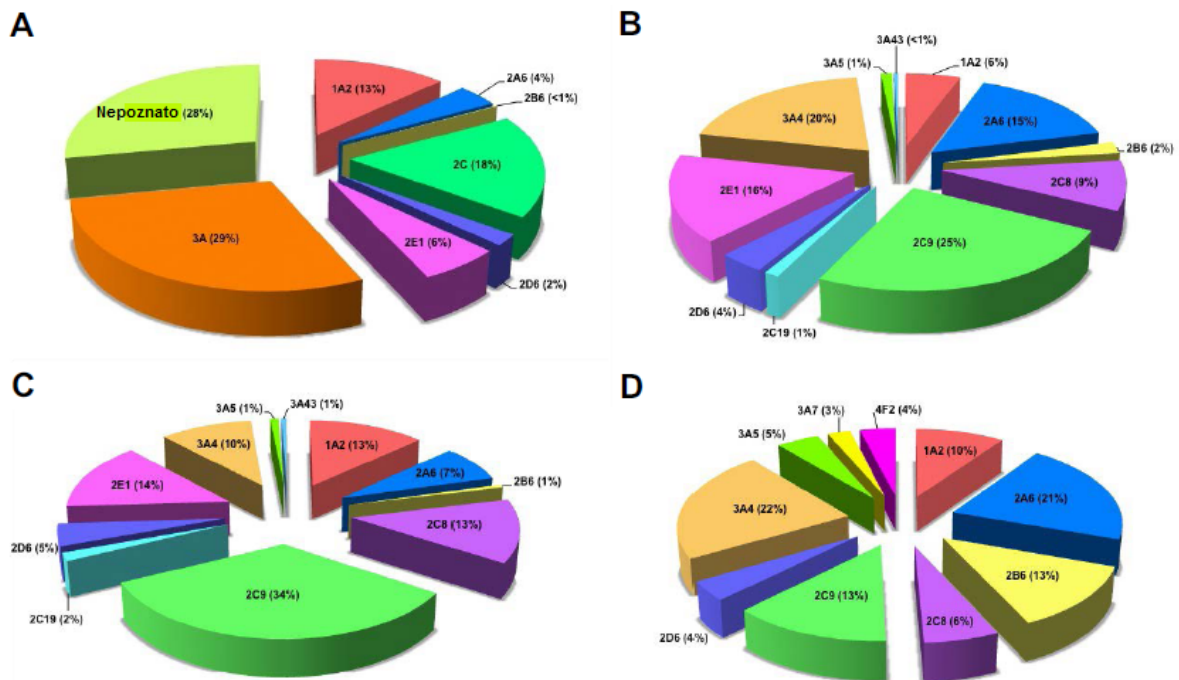 A
1A2 (13%)
2A6 (4%)
2B6 (<1%)
2C (18%)
2D6 (2%)
2E1 (6%)
3A (29%)
Nepoznato (28%)
B
3A43 (<1%)
1A2 (6%)
2A6 (15%)
2B6 (2%)
2C8 (9%)
2C9 (25%)
2C19 (1%)
2D6 (4%)
2E1 (16%)
3A4 (20%)
3A5 (1%)
C
3A43 (1%)
1A2 (13%)
2A6 (7%)
2B6 (1%)
2C8 (13%)
2C9 (34%)
2C19 (2%)
2D6 (5%)
2E1 (14%)
3A4 (10%)
3A5 (1%)
D
4F2 (4%)
1A2 (10%)
2A6 (21%)
2B6 (13%)
2C8 (6%)
2C9 (13%)
2D6 (4%)
3A4 (22%)
3A5 (5%)
3A7 (3%)